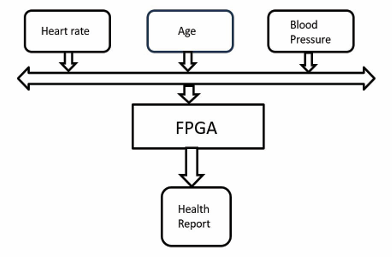 Heart rate
Age
Blood
Pressure
FPGA
Health
Report